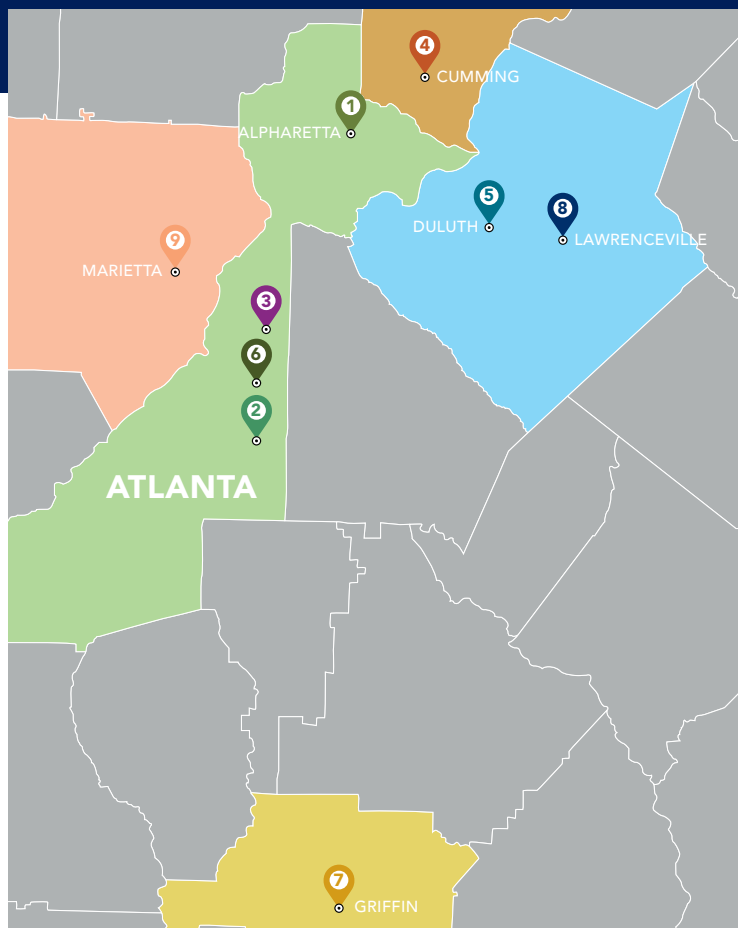 4
CUMMING
1
ALPHARETTA
5
DULUTH
8
LAWRENCEVILLE
9
MARIETTA
3
6
2
ATLANTA
7
GRIFFIN